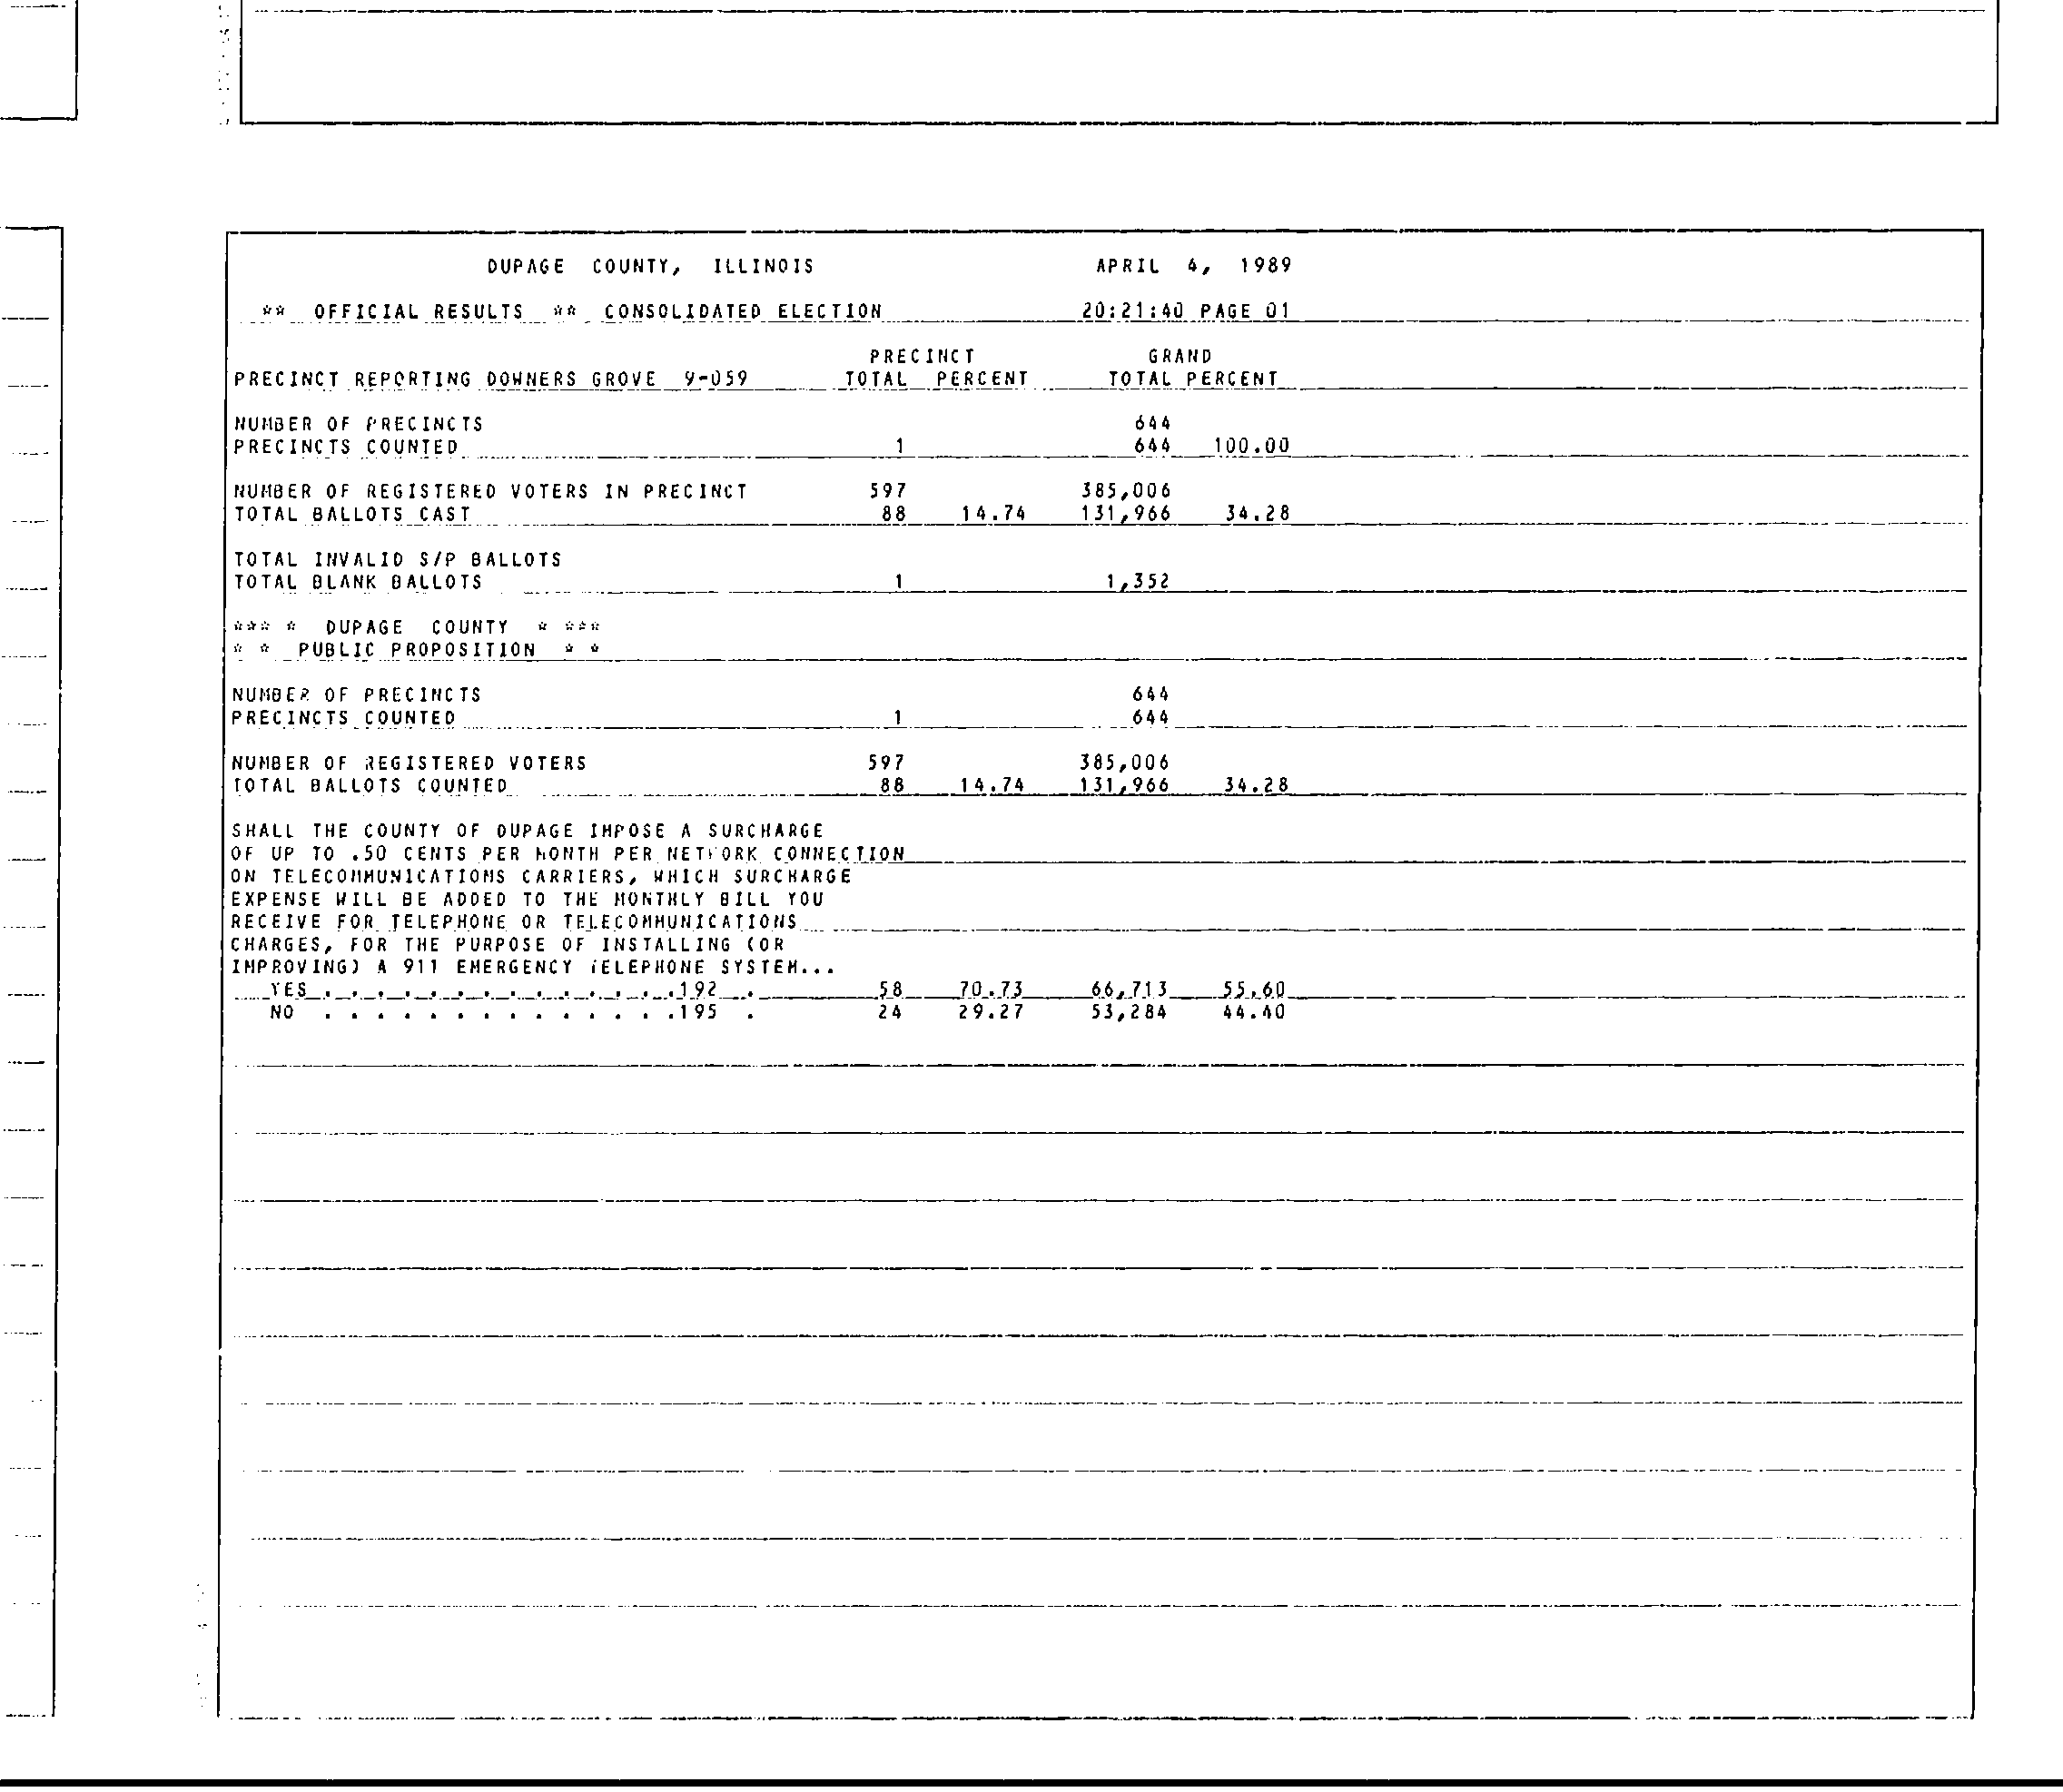 DUPAGE COUNTY, ILLINOIS APRIL 4, 1989
** OFFICIAL RESULTS ** CONSOLIDATED ELECTION 20:21:40 PAGE 01
PRECINCT GRAND
PRECINCT REPORTING DOWNERS GROVE 9-059 TOTAL PERCENT TOTAL PERCENT
NUMBER OF PRECINCTS 644
PRECINCTS COUNTED 1 644 100.00
NUMBER OF REGISTERED VOTERS IN PRECINCT 597 385,006
TOTAL BALLOTS CAST 88 14.74 131,966 34.28
TOTAL INVALID S/P BALLOTS
TOTAL BLANK BALLOTS 1 1,352
*** * DUPAGE COUNTY * ***
* * PUBLIC PROPOSITION * *
NUMBER OF PRECINCTS 644
PRECINCTS COUNTED 1 644
NUMBER OF REGISTERED VOTERS 597 385,006
TOTAL BALLOTS COUNTED 88 14.74 131,966 34.28
SHALL THE COUNTY OF DUPAGE IMPOSE A SURCHARGE
OF UP TO .50 CENTS PER MONTH PER NETWORK CONNECTION
ON TELECOMMUNICATIONS CARRIERS, WHICH SURCHARGE
EXPENSE WILL BE ADDED TO THE MONTHLY BILL YOU
RECEIVE FOR TELEPHONE OR TELECOMMUNICATIONS
CHARGES, FOR THE PURPOSE OF INSTALLING (OR
IMPROVING) A 911 EMERGENCY TELEPHONE SYSTEM...
YES . . . . . . . . . . . . . .192 . 58 70.73 66,713 55.60
NO . . . . . . . . . . . . . .195 . 24 29.27 53,284 44.40